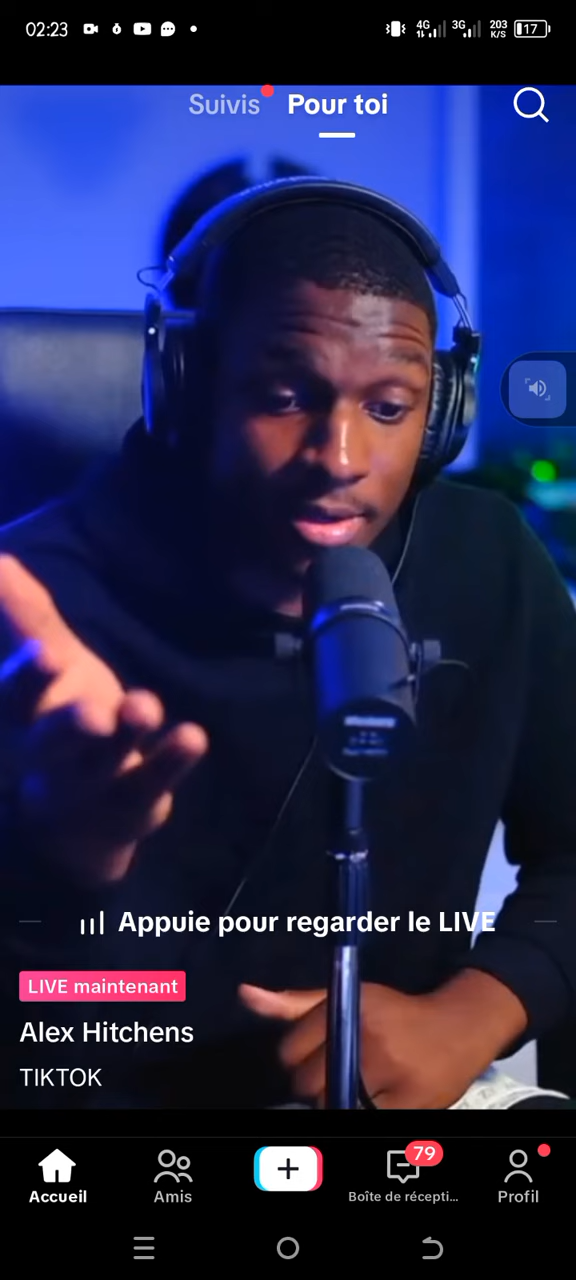 02:23
4G 3G 203 K/S 17
Suivis Pour toi
Appuie pour regarder le LIVE
LIVE maintenant
Alex Hitchens
TIKTOK
79
Accueil Amis Boîte de récepti... Profil